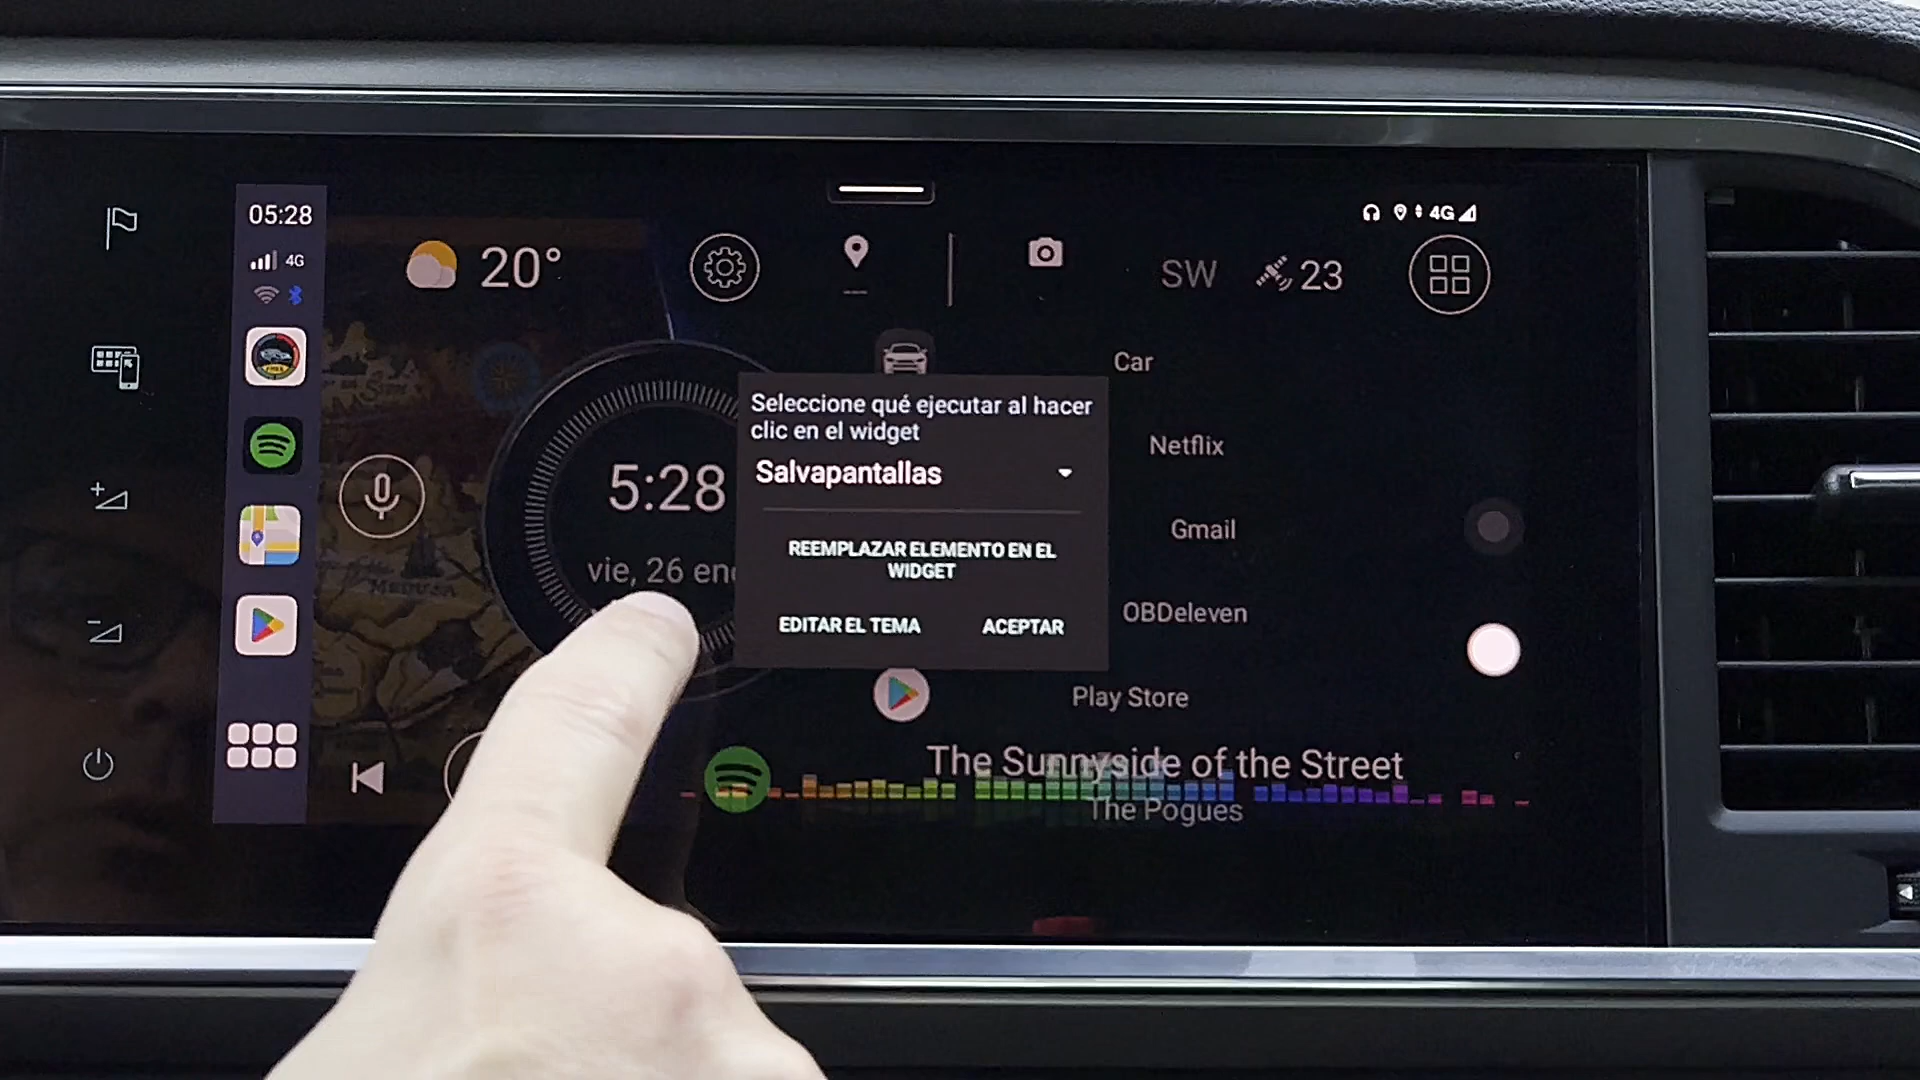 05:28
4G
20°
SW
23
4G
Car
Seleccione qué ejecutar al hacer
clic en el widget
Salvapantallas
Netflix
5:28
Gmail
REEMPLAZAR ELEMENTO EN EL
WIDGET
vie, 26 ene
OBDeleven
EDITAR EL TEMA
ACEPTAR
Play Store
The Sunnyside of the Street
The Pogues